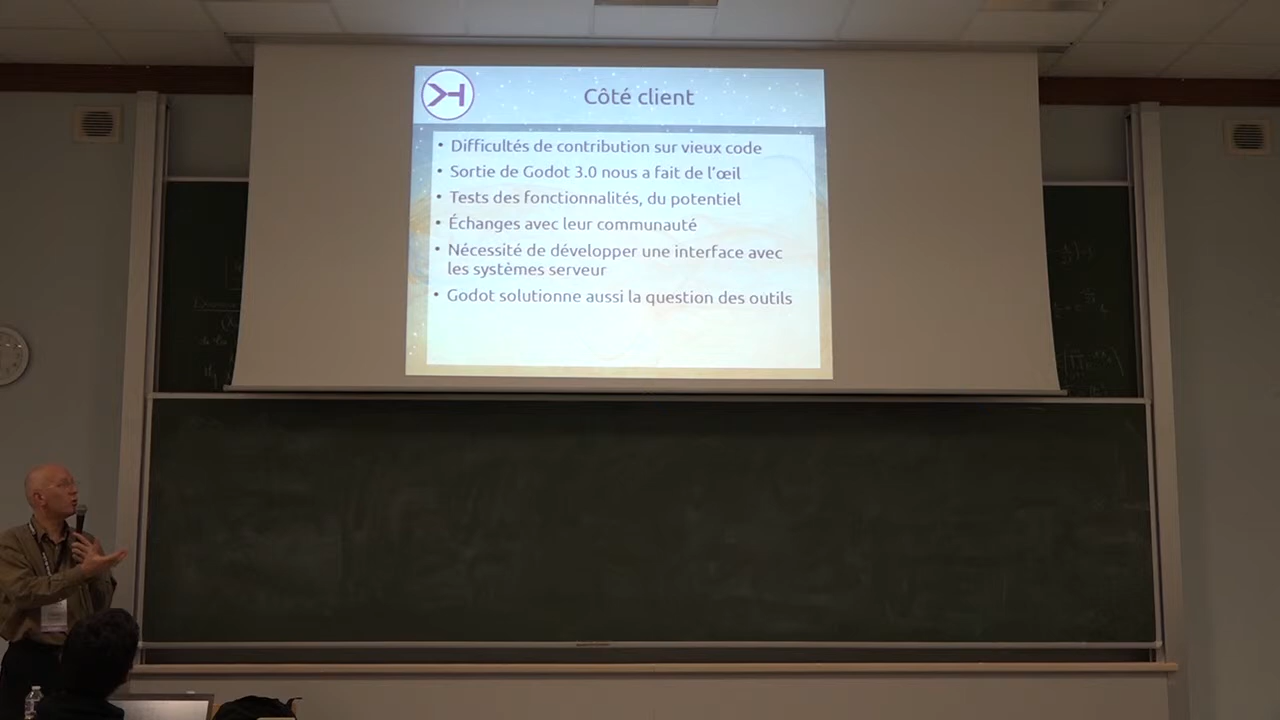 Côté client
• Difficultés de contribution sur vieux code
• Sortie de Godot 3.0 nous a fait de l'œil
• Tests des fonctionnalités, du potentiel
• Échanges avec leur communauté
• Nécessité de développer une interface avec
les systèmes serveur
• Godot solutionne aussi la question des outils